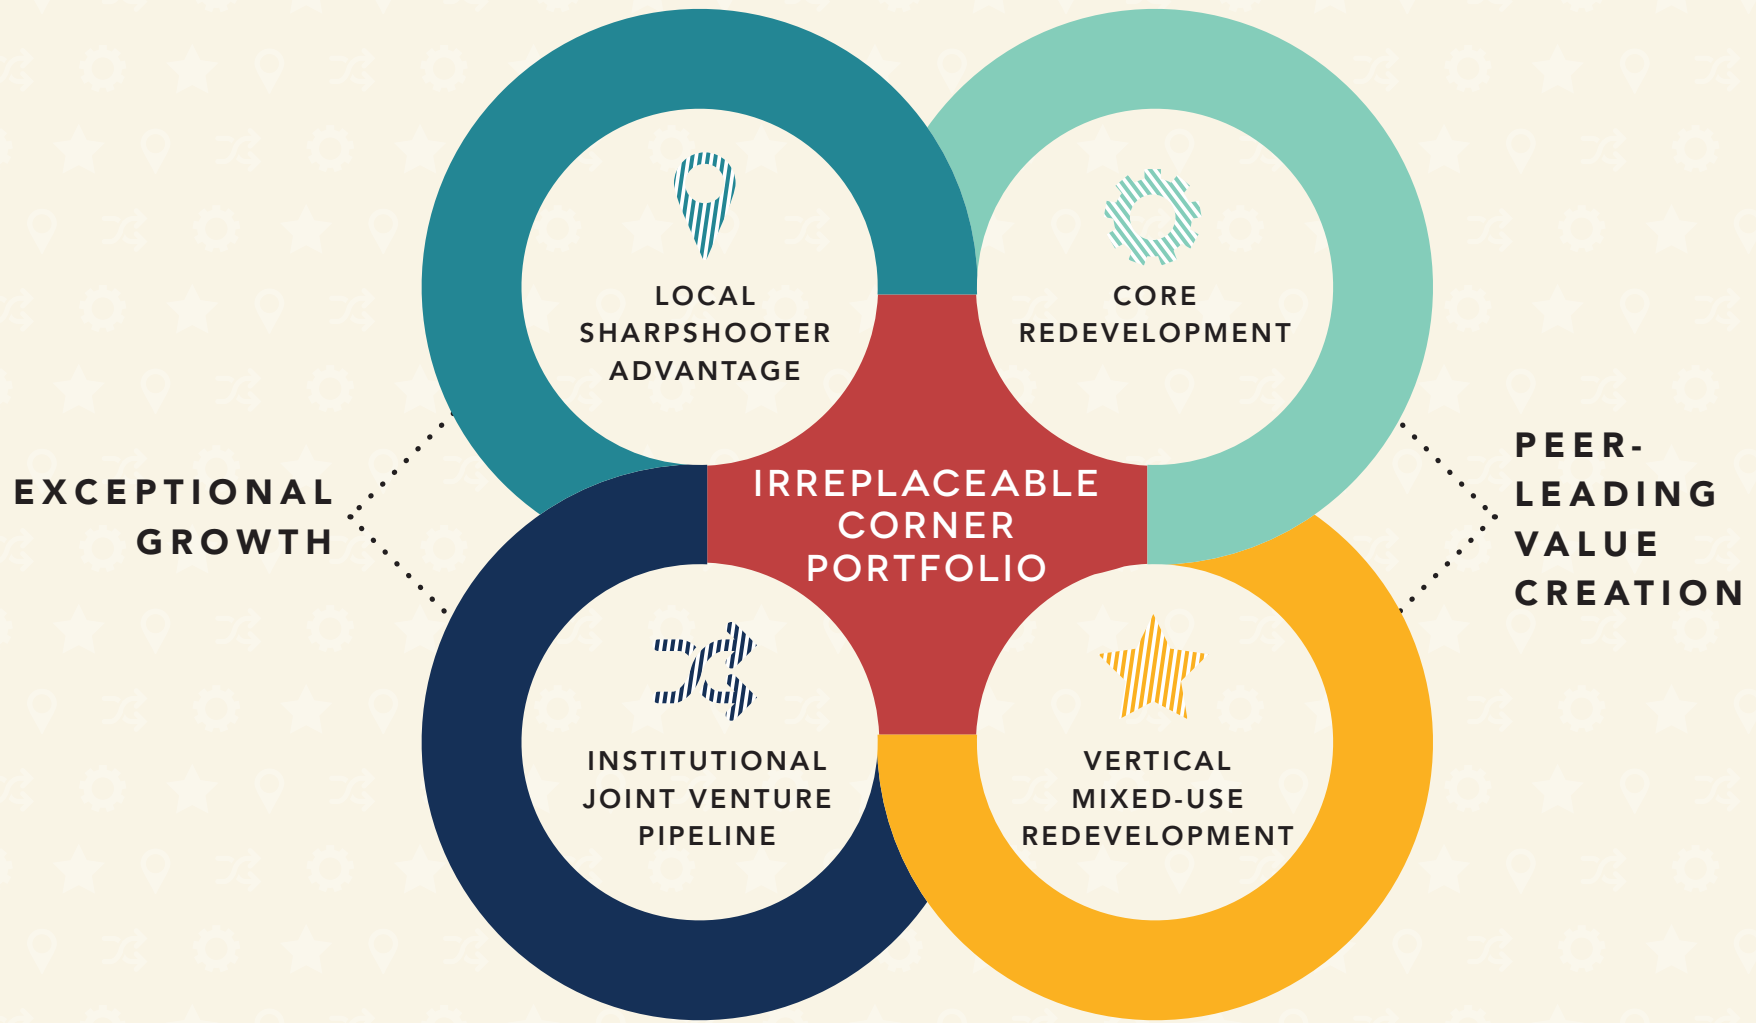 LOCAL
SHARPSHOOTER
ADVANTAGE
CORE
REDEVELOPMENT
EXCEPTIONAL
GROWTH
IRREPLACEABLE
CORNER
PORTFOLIO
PEER-
LEADING
VALUE
CREATION
INSTITUTIONAL
JOINT VENTURE
PIPELINE
VERTICAL
MIXED-USE
REDEVELOPMENT